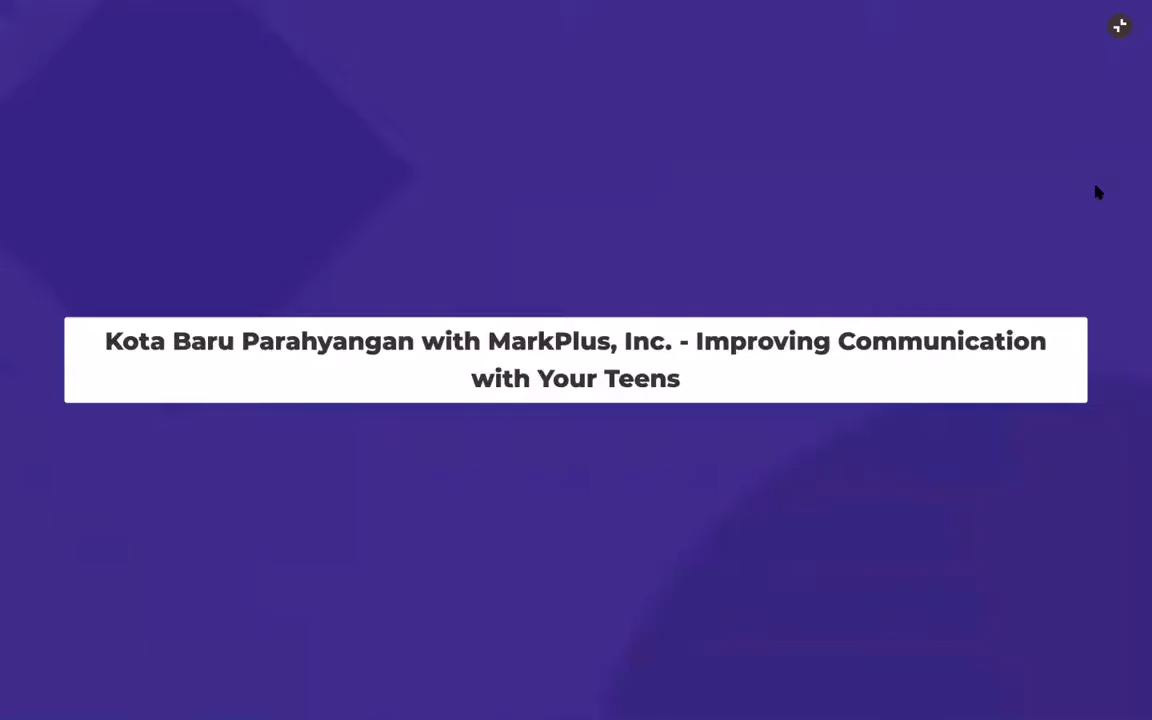 Kota Baru Parahyangan with MarkPlus, Inc. - Improving Communication
with Your Teens